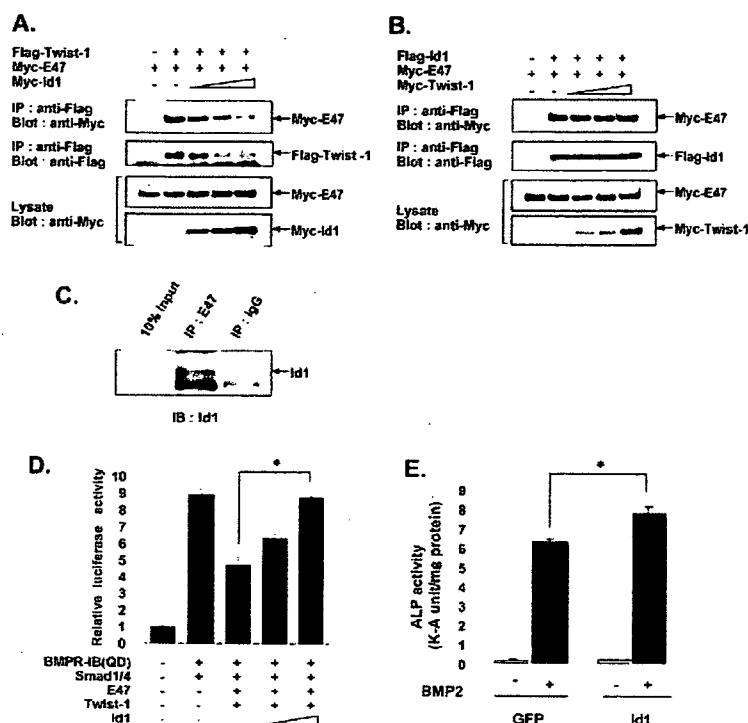 A.
Flag-Twist-1 - + + + +
Myc-E47 + + + + +
Myc-Id1 - -
IP : anti-Flag
Blot : anti-Myc
Myc-E47
IP : anti-Flag
Blot : anti-Flag
Flag-Twist-1
Lysate
Blot : anti-Myc
Myc-E47
Myc-Id1
B.
Flag-Id1 - + + + +
Myc-E47 + + + + +
Myc-Twist-1 - -
IP : anti-Flag
Blot : anti-Myc
Myc-E47
IP : anti-Flag
Blot : anti-Flag
Flag-Id1
Lysate
Blot : anti-Myc
Myc-E47
Myc-Twist-1
C.
10% Input
IP : E47
IP : IgG
Id1
IB : Id1
D.
Relative luciferase activity
10
9
8
7
6
5
4
3
2
1
0
*
BMPR-IB(QD) - + + + +
Smad1/4 - + + + +
E47 - - + + +
Twist-1 - - + + +
Id1 - - -
E.
ALP activity
(K-A unit/mg protein)
9
8
7
6
5
4
3
2
1
0
*
BMP2 - + - +
GFP Id1